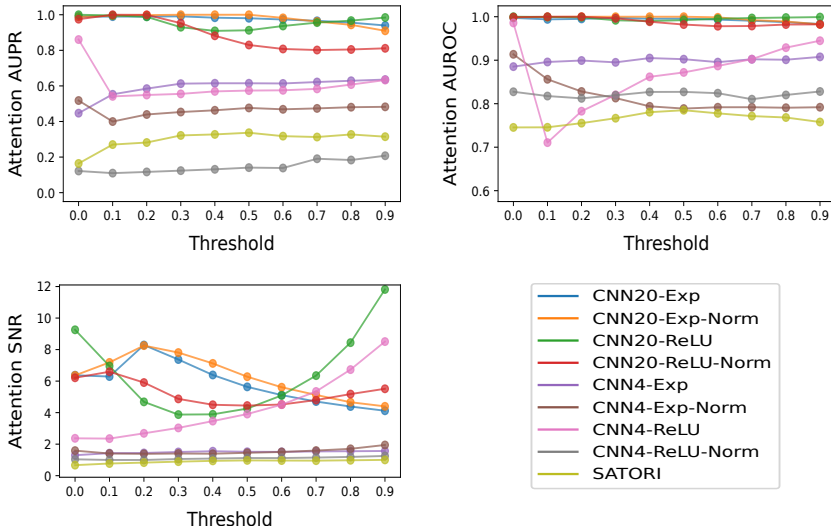 Attention AUPR
1.0
0.8
0.6
0.4
0.2
0.0
0.0 0.1 0.2 0.3 0.4 0.5 0.6 0.7 0.8 0.9
Threshold
Attention AUROC
1.0
0.9
0.8
0.7
0.6
0.0 0.1 0.2 0.3 0.4 0.5 0.6 0.7 0.8 0.9
Threshold
Attention SNR
12
10
8
6
4
2
0
0.0 0.1 0.2 0.3 0.4 0.5 0.6 0.7 0.8 0.9
Threshold
CNN20-Exp
CNN20-Exp-Norm
CNN20-ReLU
CNN20-ReLU-Norm
CNN4-Exp
CNN4-Exp-Norm
CNN4-ReLU
CNN4-ReLU-Norm
SATORI